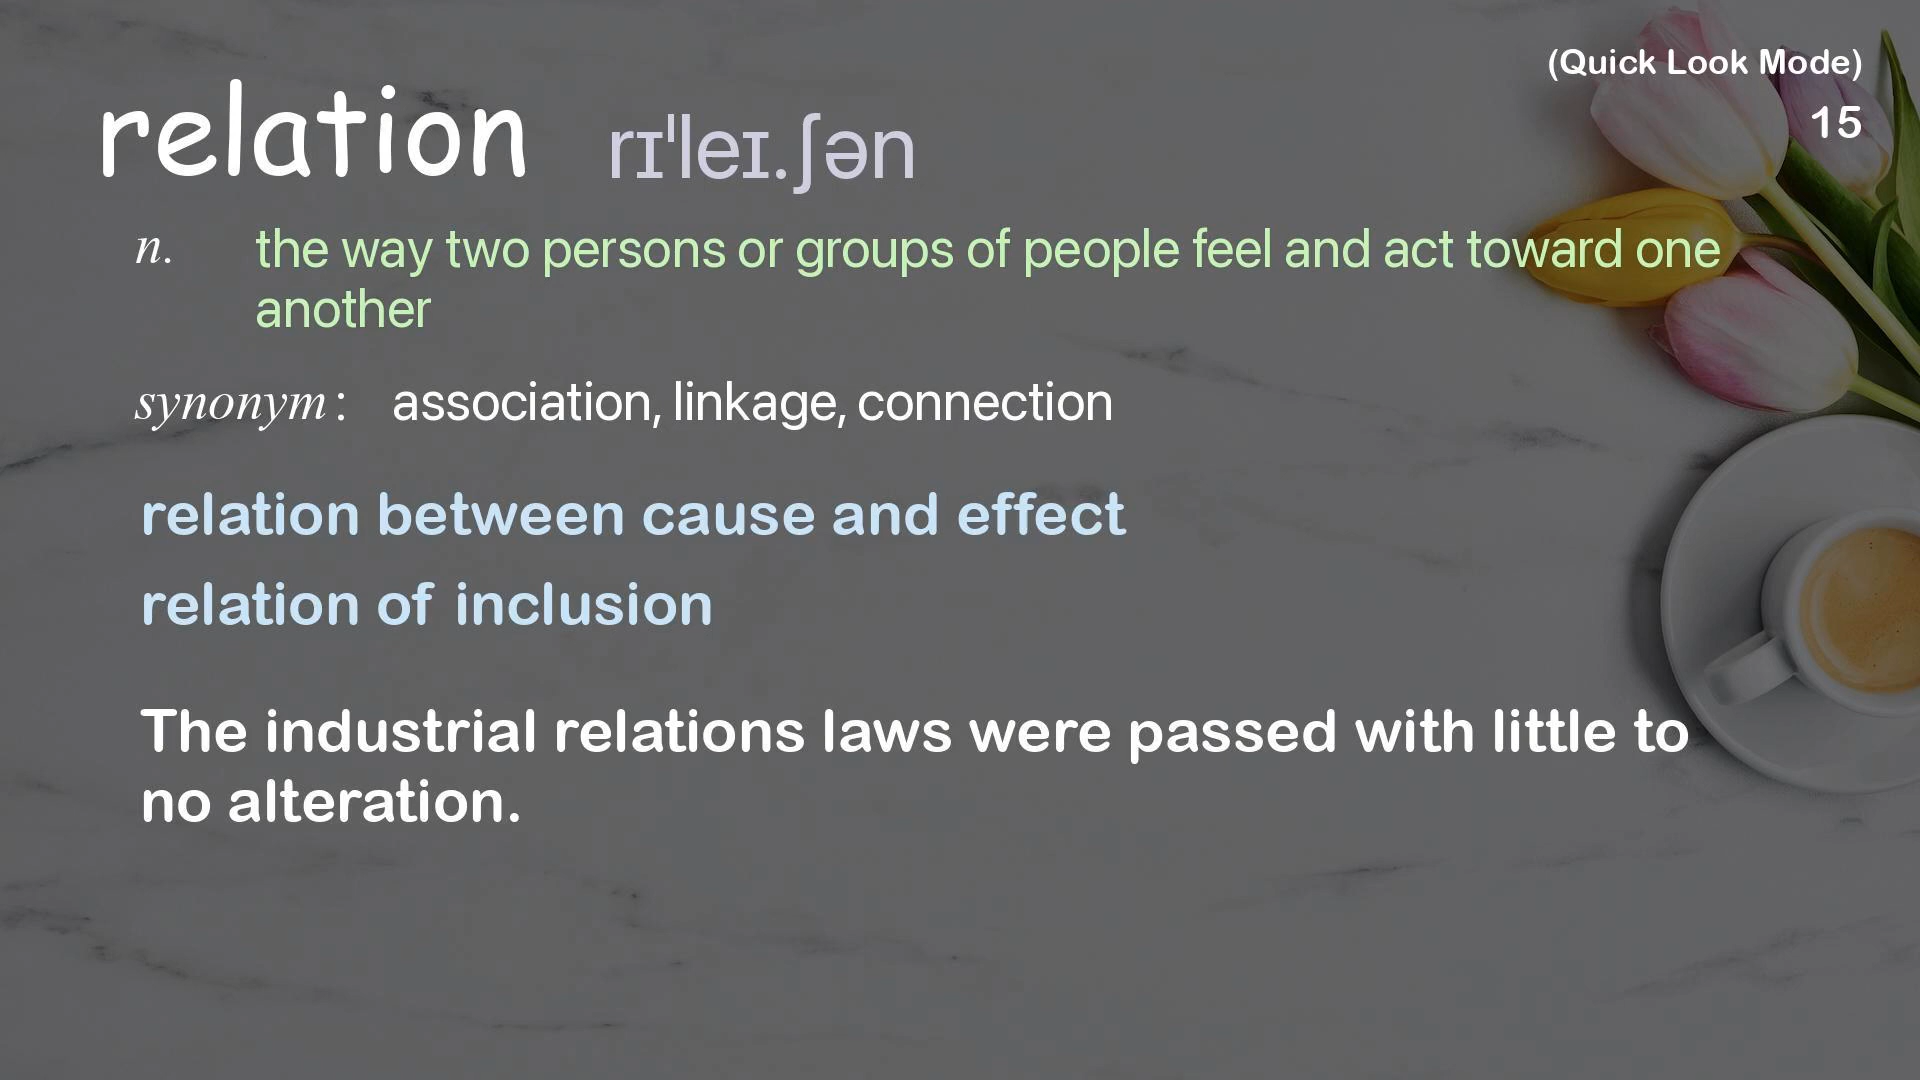 (Quick Look Mode)
15
relation rɪˈleɪ.ʃən
n. the way two persons or groups of people feel and act toward one
another
synonym: association, linkage, connection
relation between cause and effect
relation of inclusion
The industrial relations laws were passed with little to
no alteration.